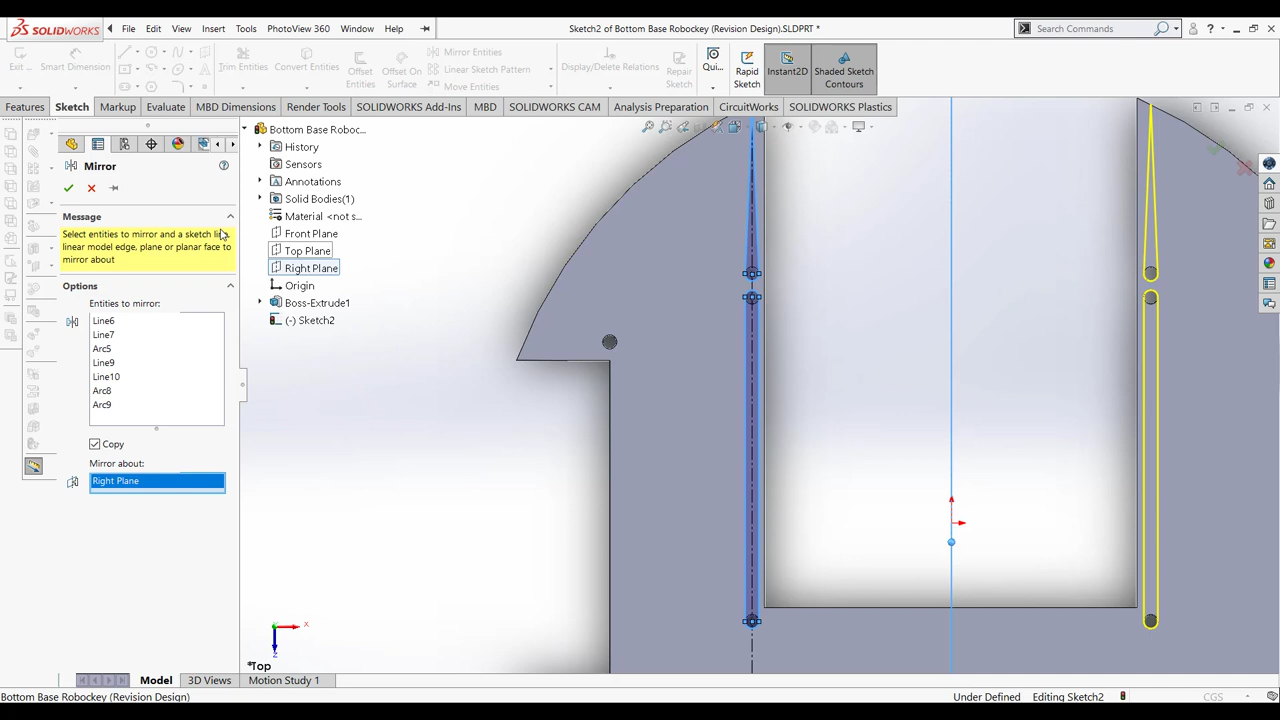 SOLIDWORKS File Edit View Insert Tools PhotoView 360 Window Help Sketch2 of Bottom Base Robockey (Revision Design).SLDPRT * Search Commands
Exit ... Smart Dimension Trim Entities Convert Entities Offset Entities Offset On Surface Mirror Entities Linear Sketch Pattern Move Entities Display/Delete Relations Repair Sketch Qui... Rapid Sketch Instant2D Shaded Sketch Contours
Features Sketch Markup Evaluate MBD Dimensions Render Tools SOLIDWORKS Add-Ins MBD SOLIDWORKS CAM Analysis Preparation CircuitWorks SOLIDWORKS Plastics
Mirror
Message
Select entities to mirror and a sketch
linear model edge, plane or planar face to
mirror about
Options
Entities to mirror:
Line6
Line7
Arc5
Line9
Line10
Arc8
Arc9
Copy
Mirror about:
Right Plane
Bottom Base Roboc...
History
Sensors
Annotations
Solid Bodies(1)
Material <not s...
Front Plane
Top Plane
Right Plane
Origin
Boss-Extrude1
(-) Sketch2
X
Z
*Top
Model 3D Views Motion Study 1
Bottom Base Robockey (Revision Design) Under Defined Editing Sketch2 CGS